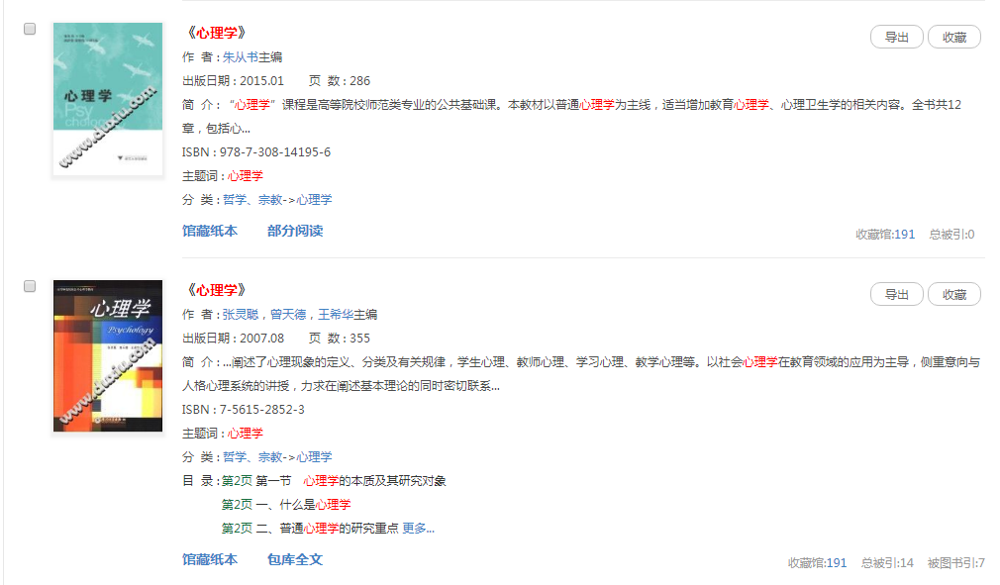 《心理学》
导出 收藏
作 者 : 朱从书主编
出版日期 : 2015.01 页 数 : 286
简 介 : “心理学”课程是高等院校师范类专业的公共基础课。本教材以普通心理学为主线，适当增加教育心理学、心理卫生学的相关内容。全书共12
章，包括心...
ISBN : 978-7-308-14195-6
主题词 : 心理学
分 类 : 哲学、宗教->心理学
馆藏纸本 部分阅读
收藏馆:191 总被引:0
心理学
Psychology
www.duxiu.com
《心理学》
导出 收藏
作 者 : 张灵聪，曾天德，王希华主编
出版日期 : 2007.08 页 数 : 355
简 介 : ...阐述了心理现象的定义、分类及有关规律，学生心理、教师心理、学习心理、教学心理等。以社会心理学在教育领域的应用为主导，侧重意向与
人格心理系统的讲授，力求在阐述基本理论的同时密切联系...
ISBN : 7-5615-2852-3
主题词 : 心理学
分 类 : 哲学、宗教->心理学
目 录 : 第2页 第一节 心理学的本质及其研究对象
第2页 一、什么是心理学
第2页 二、普通心理学的研究重点 更多...
馆藏纸本 包库全文
收藏馆:191 总被引:14 被图书引:7
心理学
Psychology
www.duxiu.com